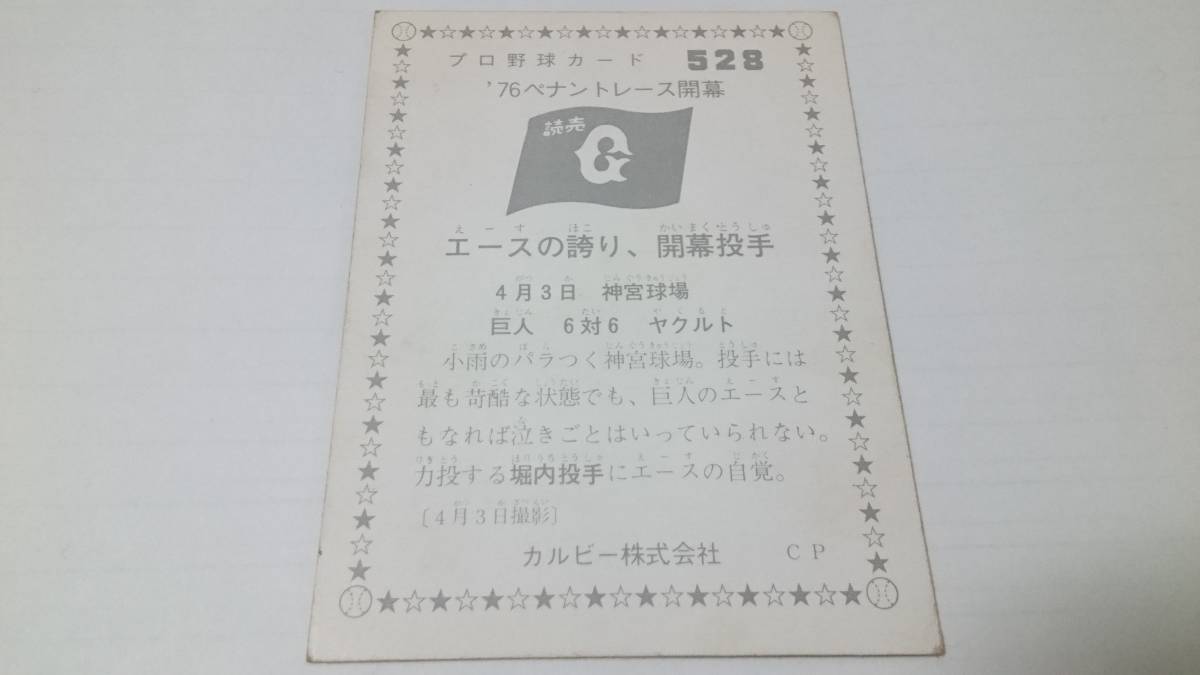 プロ野球カード 528
'76ペナントレース開幕
読売
G
エースの誇り、開幕投手
4月3日 神宮球場
巨人 6対6 ヤクルト
小雨のパラつく神宮球場。投手には
最も苛酷な状態でも、巨人のエースと
もなれば泣きごとはいっていられない。
力投する堀内投手にエースの自覚。
〔4月3日撮影〕
カルビー株式会社 CP